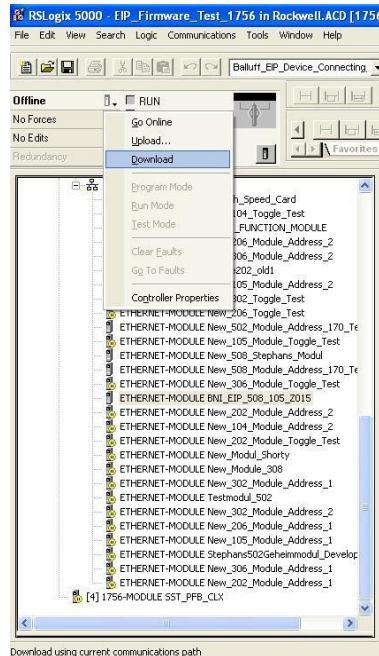 RSLogix 5000 - EIP_Firmware_Test_1756 in Rockwell.ACD [1756
File Edit View Search Logic Communications Tools Window Help
Balluff_EIP_Device_Connecting
Offline
RUN
No Forces
Go Online
No Edits
Upload...
Redundancy
Download
Favorites
Program Mode
Run Mode
Test Mode
Clear Faults
Go To Faults
Controller Properties
h_Speed_Card
104_Toggle_Test
_FUNCTION_MODULE
206_Module_Address_2
306_Module_Address_2
e202_old1
105_Module_Address_2
302_Toggle_Test
ETHERNET-MODULE New_206_Toggle_Test
ETHERNET-MODULE New_502_Module_Address_170_Te
ETHERNET-MODULE New_105_Module_Toggle_Test
ETHERNET-MODULE New_508_Stephans_Modul
ETHERNET-MODULE New_508_Module_Address_170_Te
ETHERNET-MODULE New_306_Module_Toggle_Test
ETHERNET-MODULE BNI_EIP_508_105_Z015
ETHERNET-MODULE New_202_Module_Address_2
ETHERNET-MODULE New_104_Module_Address_2
ETHERNET-MODULE New_202_Module_Toggle_Test
ETHERNET-MODULE New_Modul_Shorty
ETHERNET-MODULE New_Module_308
ETHERNET-MODULE New_302_Module_Address_1
ETHERNET-MODULE Testmodul_502
ETHERNET-MODULE New_302_Module_Address_2
ETHERNET-MODULE New_206_Module_Address_1
ETHERNET-MODULE New_105_Module_Address_1
ETHERNET-MODULE Stephans502Geheimmodul_Develop
ETHERNET-MODULE New_306_Module_Address_1
ETHERNET-MODULE New_202_Module_Address_1
[4] 1756-MODULE SST_PFB_CLX
Download using current communications path